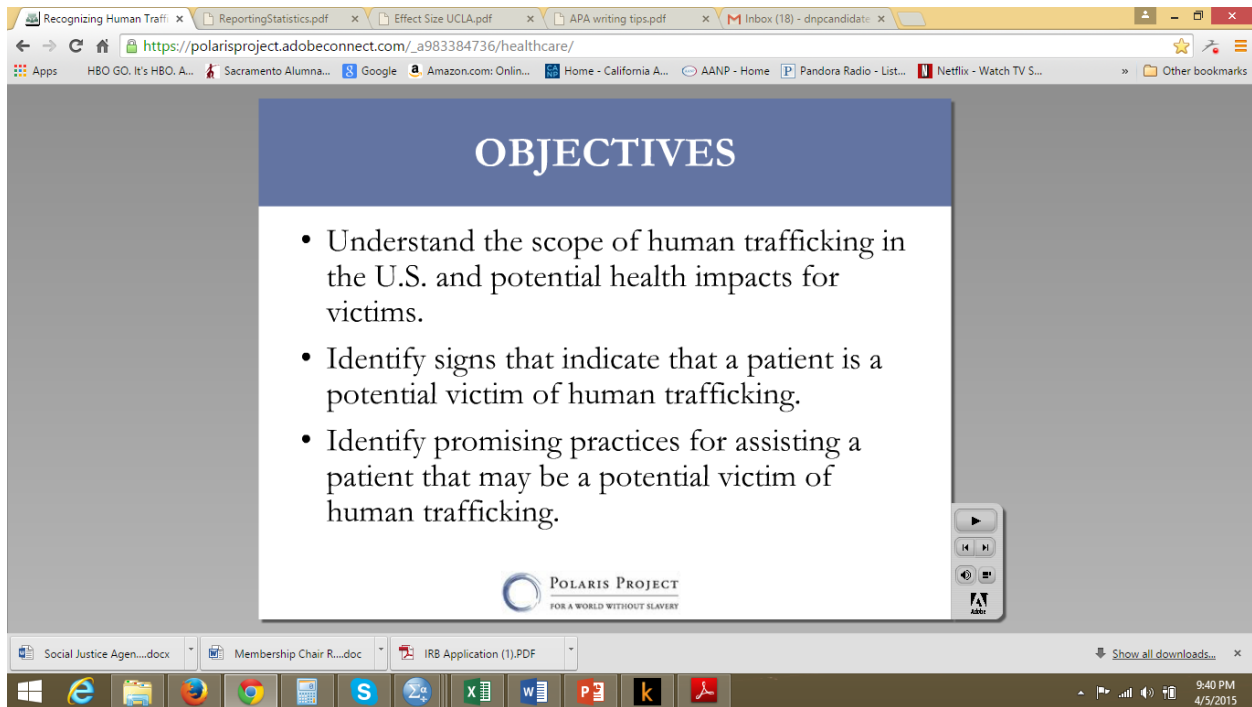 Recognizing Human Traffi
ReportingStatistics.pdf
Effect Size UCLA.pdf
APA writing tips.pdf
Inbox (18) - dnpcandidate
https://polarisproject.adobeconnect.com/_a983384736/healthcare/
Apps
HBO GO. It's HBO. A...
Sacramento Alumna...
Google
Amazon.com: Onlin...
Home - California A...
AANP - Home
Pandora Radio - List...
Netflix - Watch TV S...
»
Other bookmarks
OBJECTIVES
• Understand the scope of human trafficking in
the U.S. and potential health impacts for
victims.
• Identify signs that indicate that a patient is a
potential victim of human trafficking.
• Identify promising practices for assisting a
patient that may be a potential victim of
human trafficking.
POLARIS PROJECT
FOR A WORLD WITHOUT SLAVERY
Adobe
Social Justice Agen....docx
Membership Chair R....doc
IRB Application (1).PDF
Show all downloads...
9:40 PM
4/5/2015